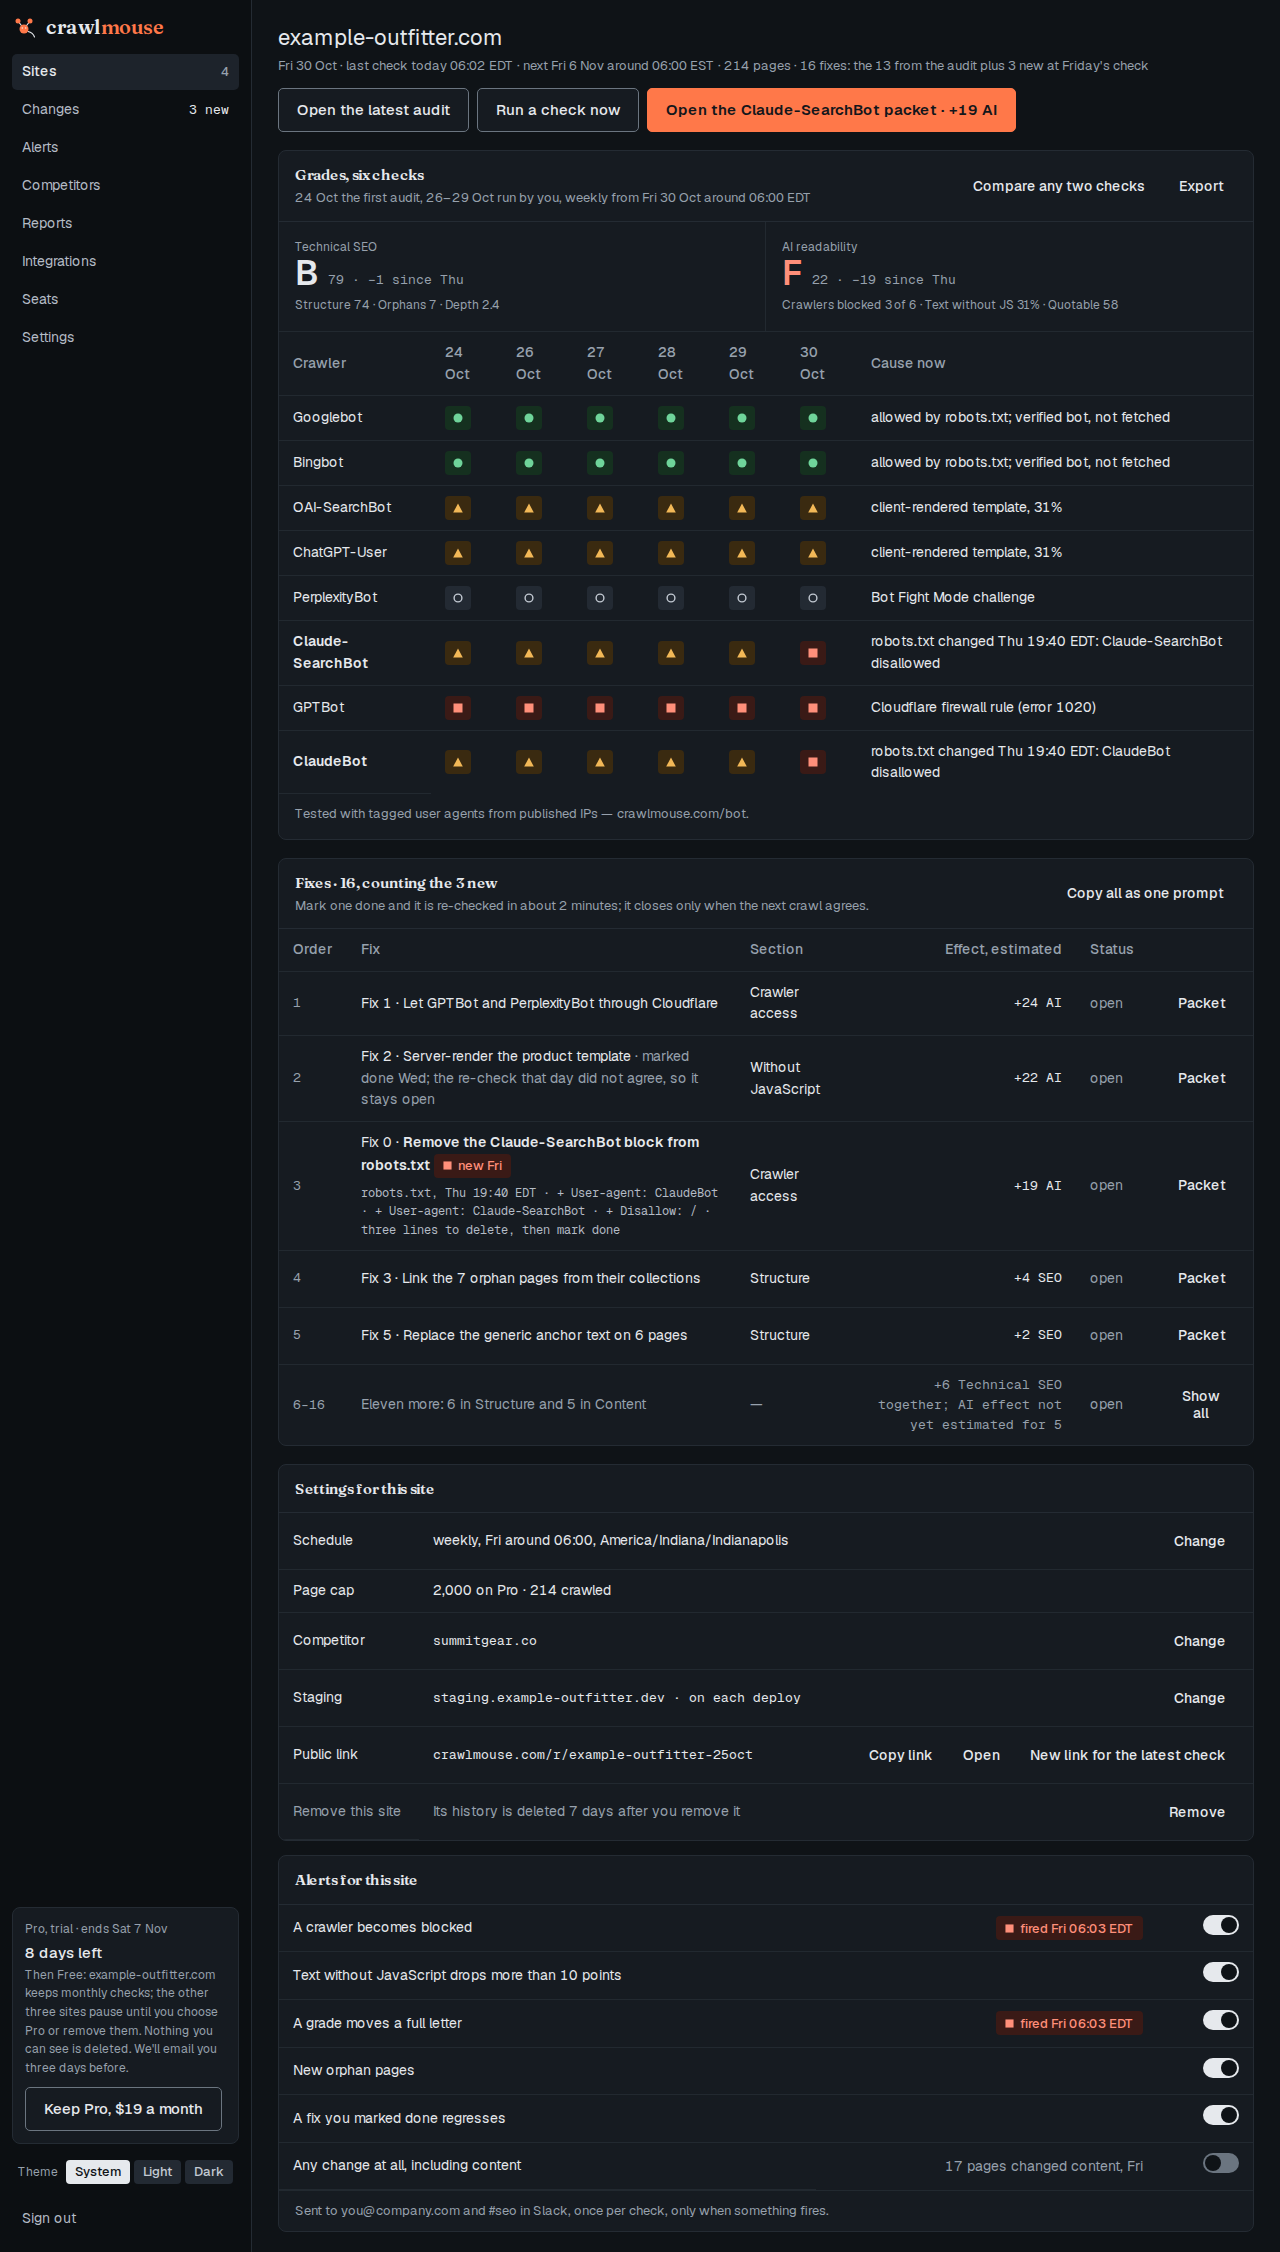 crawlmouse
Sites 4
Changes 3 new
Alerts
Competitors
Reports
Integrations
Seats
Settings
Pro, trial · ends Sat 7 Nov
8 days left
Then Free: example-outfitter.com
keeps monthly checks; the other
three sites pause until you choose
Pro or remove them. Nothing you
can see is deleted. We'll email you
three days before.
Keep Pro, $19 a month
Theme System Light Dark
Sign out
example-outfitter.com
Fri 30 Oct · last check today 06:02 EDT · next Fri 6 Nov around 06:00 EST · 214 pages · 16 fixes: the 13 from the audit plus 3 new at Friday's check
Open the latest audit Run a check now Open the Claude-SearchBot packet · +19 AI
Grades, six checks
24 Oct the first audit, 26–29 Oct run by you, weekly from Fri 30 Oct around 06:00 EDT
Compare any two checks Export
Technical SEO
B 79 · −1 since Thu
Structure 74 · Orphans 7 · Depth 2.4
AI readability
F 22 · −19 since Thu
Crawlers blocked 3 of 6 · Text without JS 31% · Quotable 58
Crawler 24 Oct 26 Oct 27 Oct 28 Oct 29 Oct 30 Oct Cause now
Googlebot allowed by robots.txt; verified bot, not fetched
Bingbot allowed by robots.txt; verified bot, not fetched
OAI-SearchBot client-rendered template, 31%
ChatGPT-User client-rendered template, 31%
PerplexityBot Bot Fight Mode challenge
Claude-SearchBot robots.txt changed Thu 19:40 EDT: Claude-SearchBot
disallowed
GPTBot Cloudflare firewall rule (error 1020)
ClaudeBot robots.txt changed Thu 19:40 EDT: ClaudeBot
disallowed
Tested with tagged user agents from published IPs — crawlmouse.com/bot.
Fixes · 16, counting the 3 new
Mark one done and it is re-checked in about 2 minutes; it closes only when the next crawl agrees.
Copy all as one prompt
Order Fix Section Effect, estimated Status
1 Fix 1 · Let GPTBot and PerplexityBot through Cloudflare Crawler access +24 AI open Packet
2 Fix 2 · Server-render the product template · marked
done Wed; the re-check that day did not agree, so it
stays open
Without JavaScript +22 AI open Packet
3 Fix 0 · Remove the Claude-SearchBot block from
robots.txt new Fri
robots.txt, Thu 19:40 EDT · + User-agent: ClaudeBot
· + User-agent: Claude-SearchBot · + Disallow: / ·
three lines to delete, then mark done
Crawler access +19 AI open Packet
4 Fix 3 · Link the 7 orphan pages from their collections Structure +4 SEO open Packet
5 Fix 5 · Replace the generic anchor text on 6 pages Structure +2 SEO open Packet
6–16 Eleven more: 6 in Structure and 5 in Content — +6 Technical SEO
together; AI effect not
yet estimated for 5
open Show all
Settings for this site
Schedule weekly, Fri around 06:00, America/Indiana/Indianapolis Change
Page cap 2,000 on Pro · 214 crawled
Competitor summitgear.co Change
Staging staging.example-outfitter.dev · on each deploy Change
Public link crawlmouse.com/r/example-outfitter-25oct Copy link Open New link for the latest check
Remove this site Its history is deleted 7 days after you remove it Remove
Alerts for this site
A crawler becomes blocked fired Fri 06:03 EDT
Text without JavaScript drops more than 10 points
A grade moves a full letter fired Fri 06:03 EDT
New orphan pages
A fix you marked done regresses
Any change at all, including content 17 pages changed content, Fri
Sent to you@company.com and #seo in Slack, once per check, only when something fires.